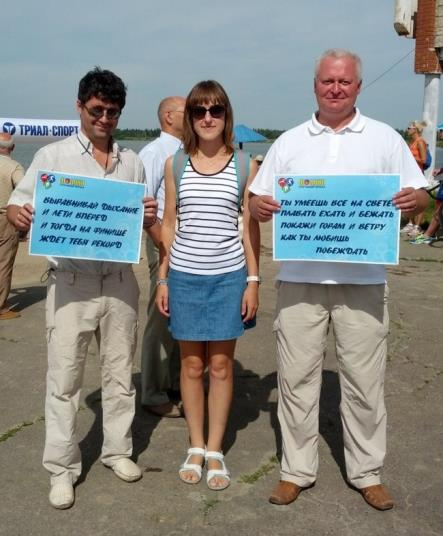 ТРИАЛ-СПОРТ
ВЫРАВНИВАЙ ДЫХАНИЕ
И ЛЕТИ ВПЕРЕД
И ТОГДА НА ФИНИШЕ
ЖДЕТ ТЕБЯ РЕКОРД
ТЫ УМЕЕШЬ ВСЕ НА СВЕТЕ
ПЛАВАТЬ ЕХАТЬ И БЕЖАТЬ
ПОКАЖИ ГОРАМ И ВЕТРУ
КАК ТЫ ЛЮБИШЬ
ПОБЕЖДАТЬ